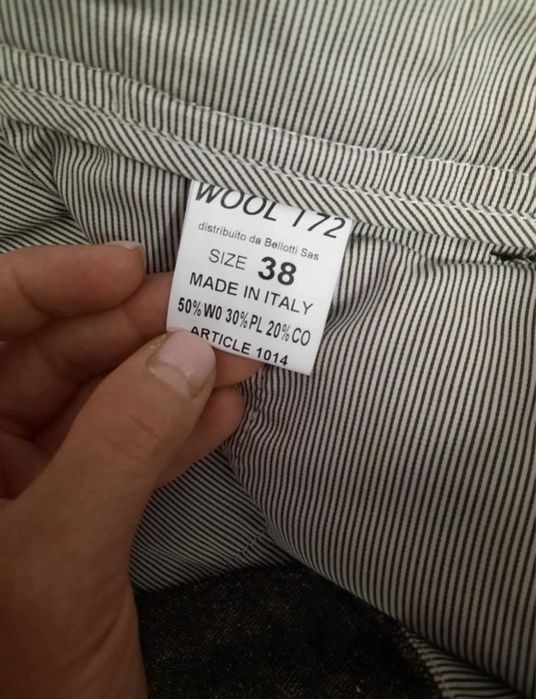 WOOL 172
distribuito da Bellotti Sas
SIZE 38
MADE IN ITALY
50% WO 30% PL 20% CO
ARTICLE 1014